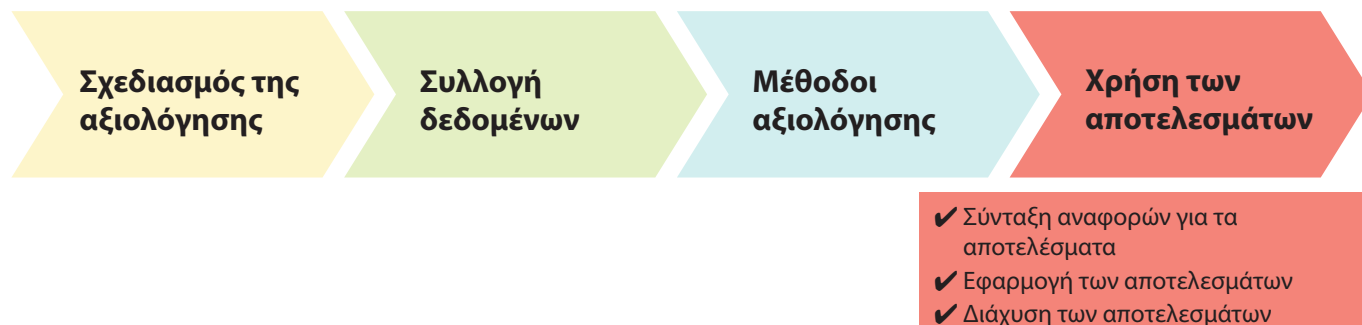 Σχεδιασμός της
αξιολόγησης
Συλλογή
δεδομένων
Μέθοδοι
αξιολόγησης
Χρήση των
αποτελεσμάτων
✔ Σύνταξη αναφορών για τα
αποτελέσματα
✔ Εφαρμογή των αποτελεσμάτων
✔ Διάχυση των αποτελεσμάτων